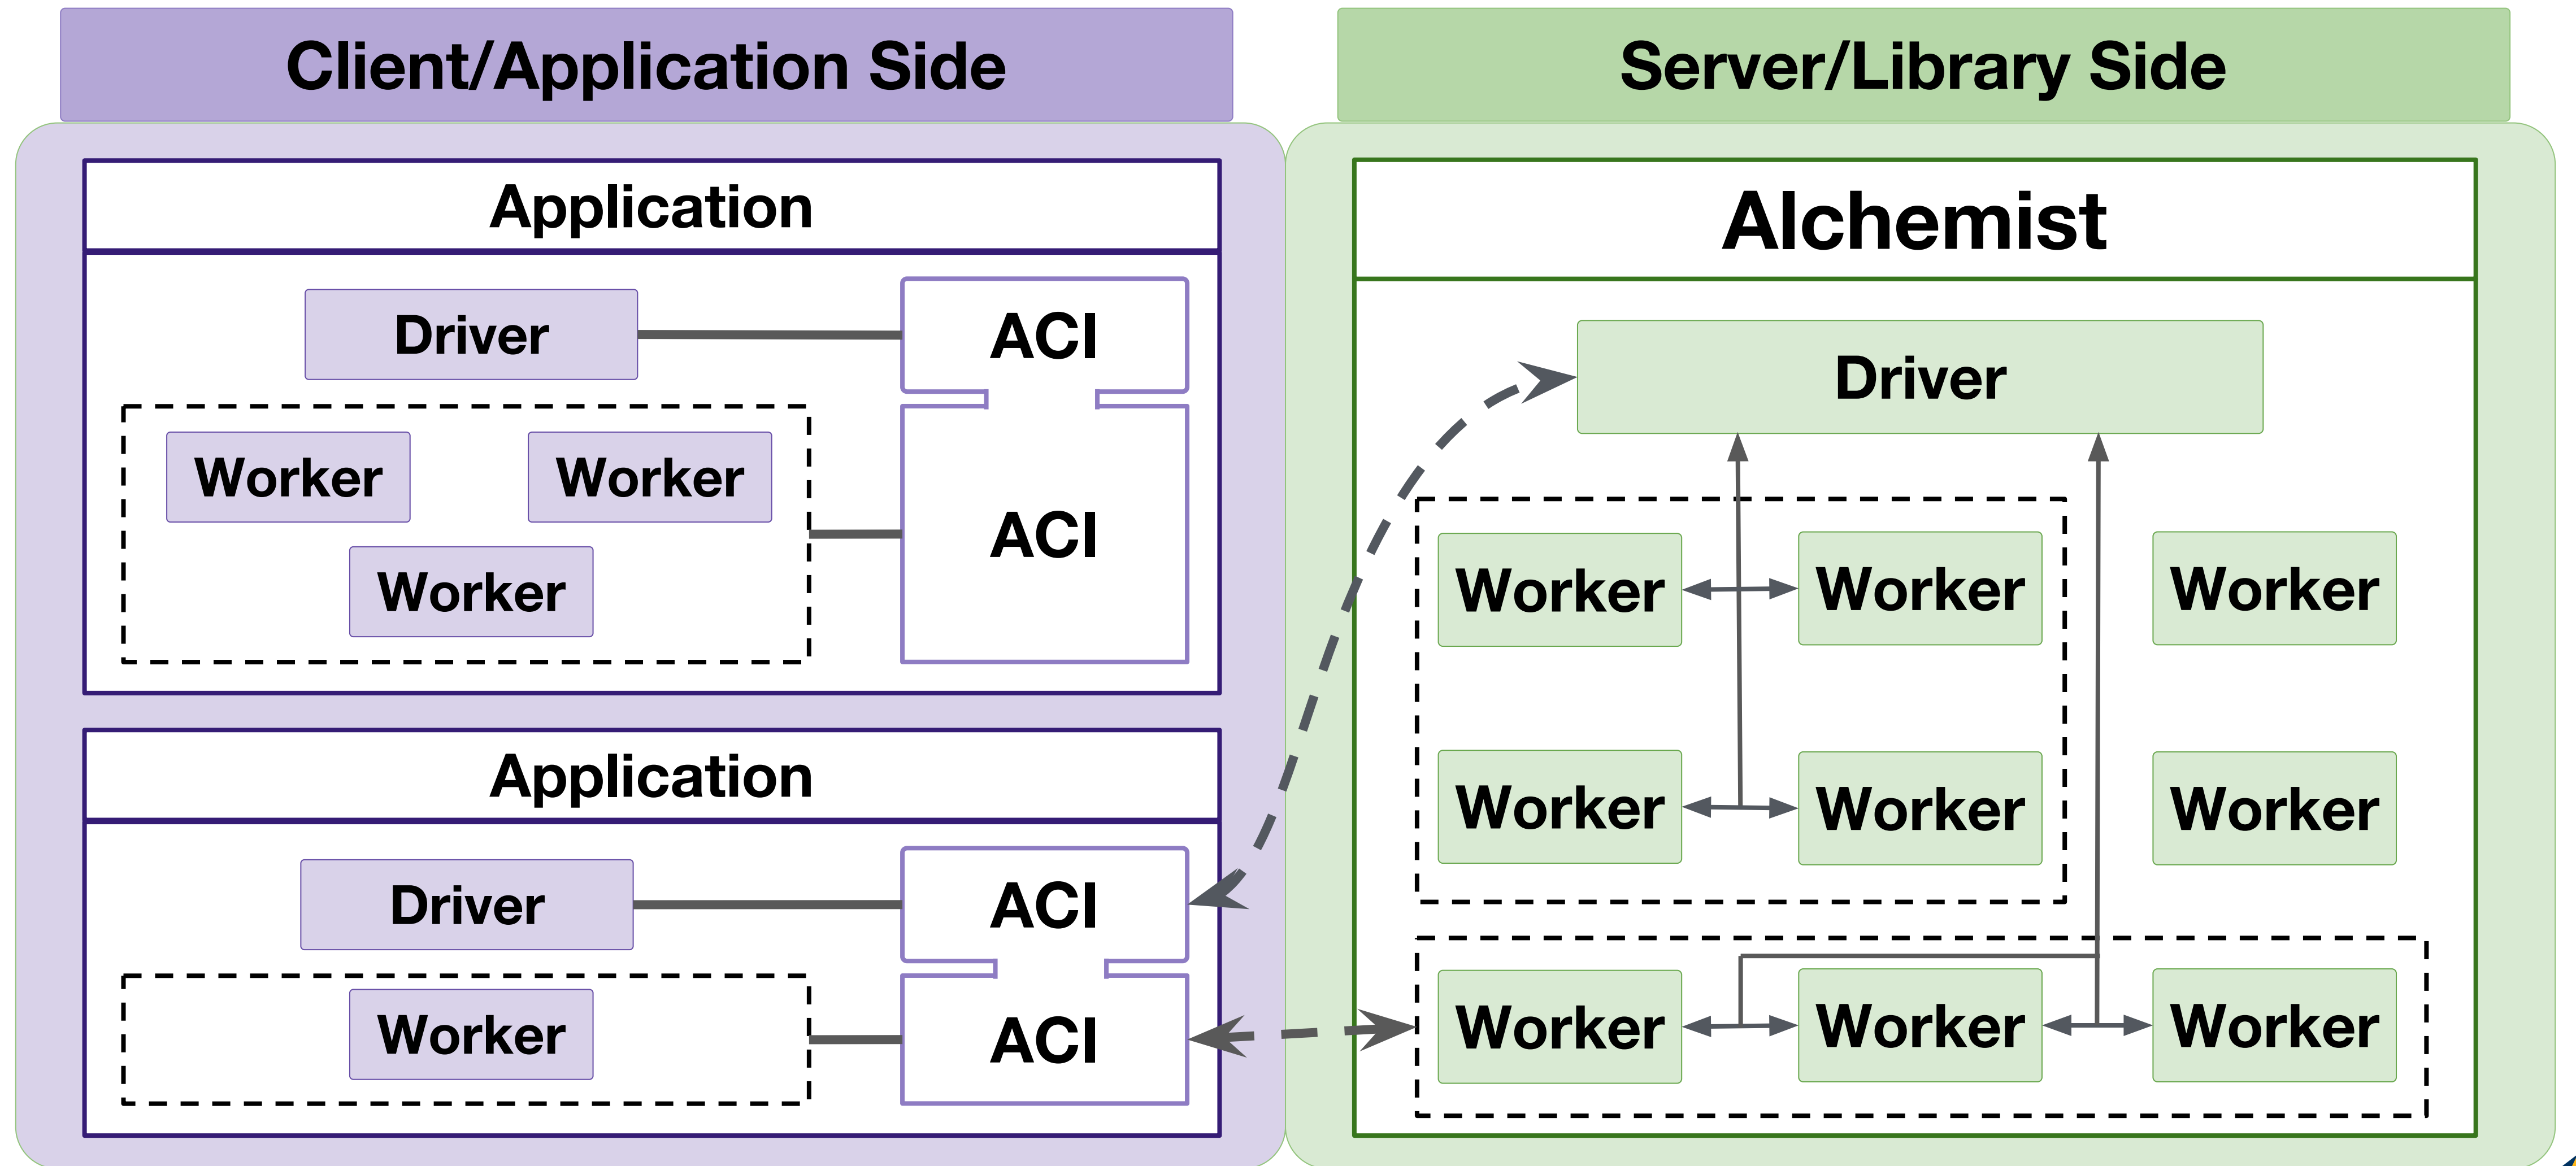 Client/Application Side
Application
Driver
ACI
Worker
Worker
Worker
ACI
Application
Driver
ACI
Worker
ACI
Server/Library Side
Alchemist
Driver
Worker
Worker
Worker
Worker
Worker
Worker
Worker
Worker
Worker